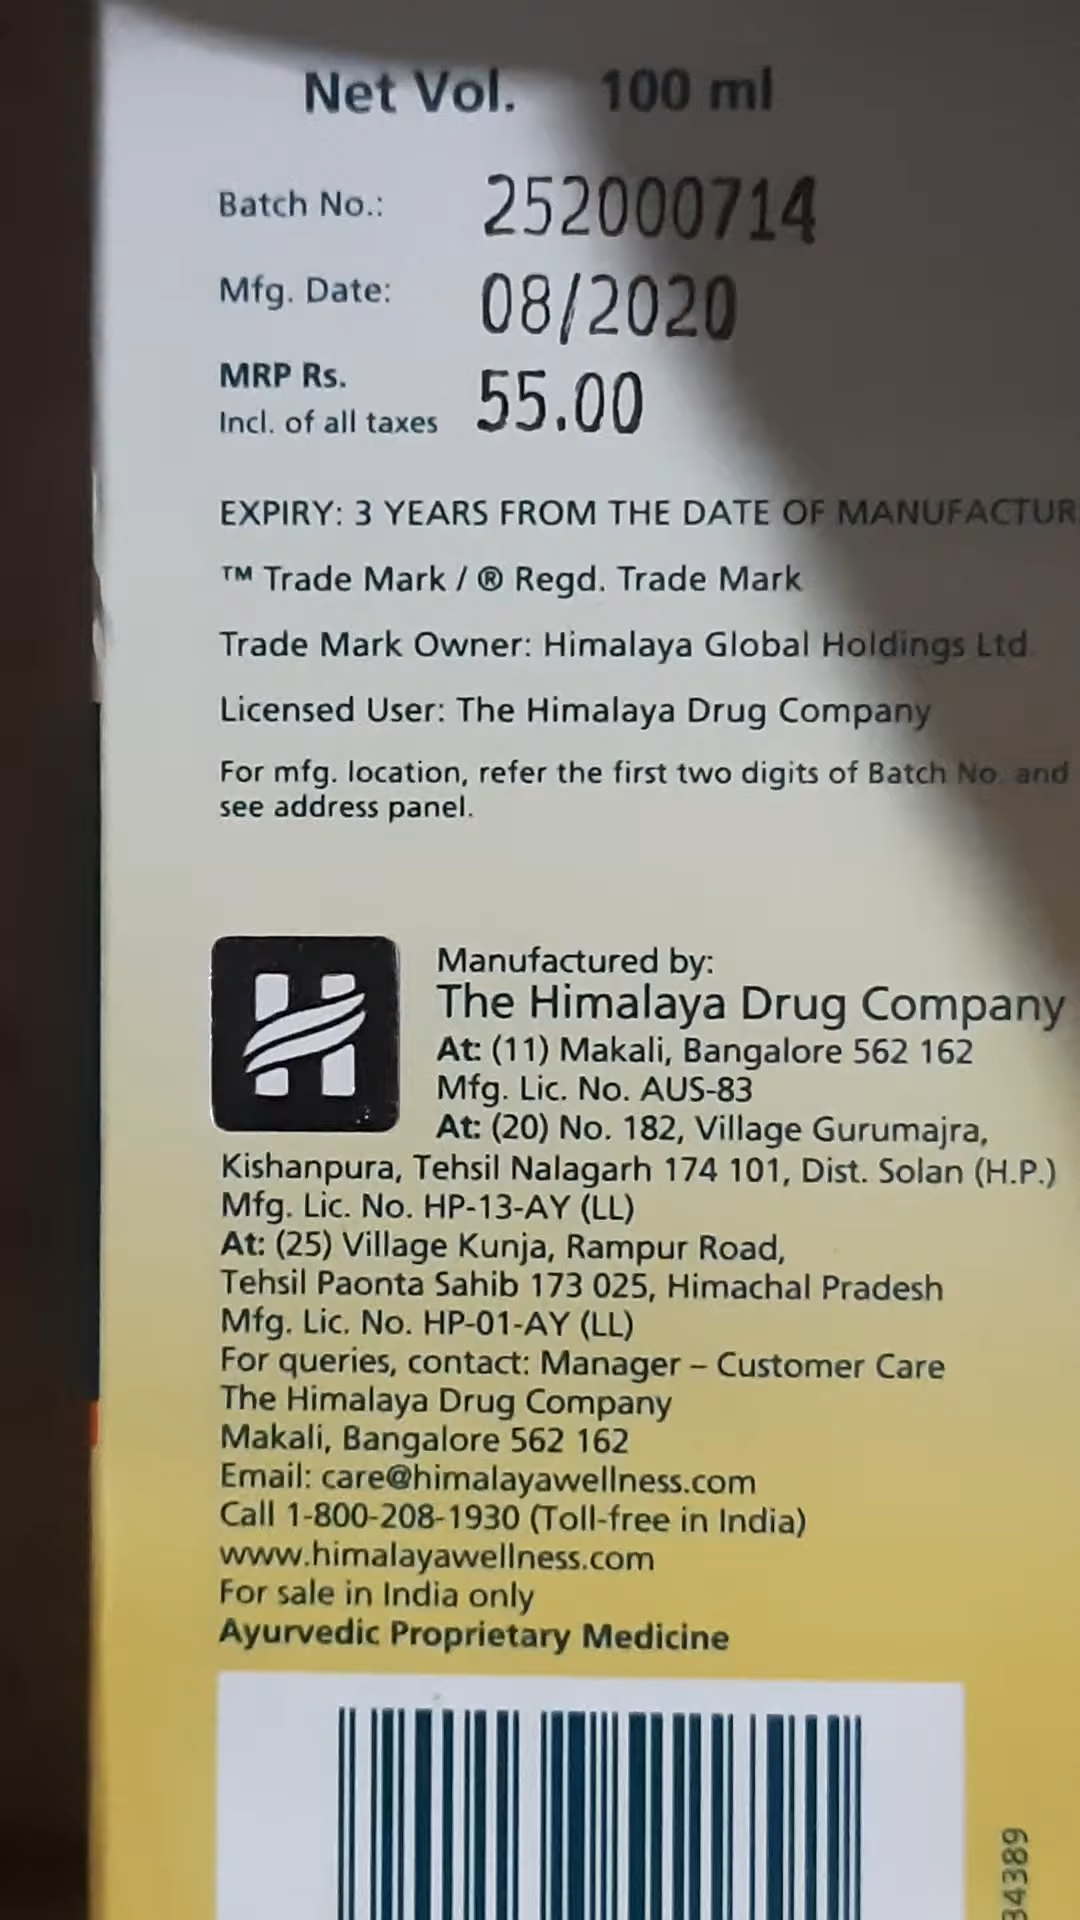 Net Vol. 100 ml
Batch No.: 252000714
Mfg. Date: 08/2020
MRP Rs. 55.00
Incl. of all taxes
EXPIRY: 3 YEARS FROM THE DATE OF MANUFACTUR
™ Trade Mark / ® Regd. Trade Mark
Trade Mark Owner: Himalaya Global Holdings Ltd.
Licensed User: The Himalaya Drug Company
For mfg. location, refer the first two digits of Batch No. and
see address panel.
Manufactured by:
The Himalaya Drug Company
At: (11) Makali, Bangalore 562 162
Mfg. Lic. No. AUS-83
At: (20) No. 182, Village Gurumajra,
Kishanpura, Tehsil Nalagarh 174 101, Dist. Solan (H.P.)
Mfg. Lic. No. HP-13-AY (LL)
At: (25) Village Kunja, Rampur Road,
Tehsil Paonta Sahib 173 025, Himachal Pradesh
Mfg. Lic. No. HP-01-AY (LL)
For queries, contact: Manager – Customer Care
The Himalaya Drug Company
Makali, Bangalore 562 162
Email: care@himalayawellness.com
Call 1-800-208-1930 (Toll-free in India)
www.himalayawellness.com
For sale in India only
Ayurvedic Proprietary Medicine
34389